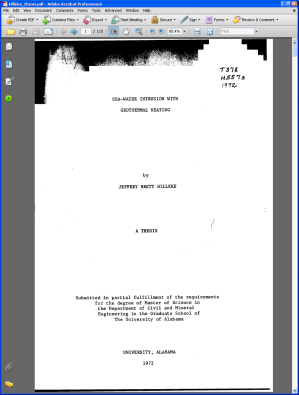 Hillske_thesis.pdf - Adobe Acrobat Professional
File Edit View Document Comments Forms Tools Advanced Window Help
Create PDF Combine Files Export Start Meeting Secure Sign Forms Review & Comment
1 / 115 85.4% Find
T378
1972
SEA-WATER INTRUSION WITH
GEOTHERMAL HEATING
by
JEFFERY BRETT HILLSKE
A THESIS
Submitted in partial fulfillment of the requirements
for the degree of Master of Science in
the Department of Civil and Mineral
Engineering in the Graduate School of
The University of Alabama
UNIVERSITY, ALABAMA
1972